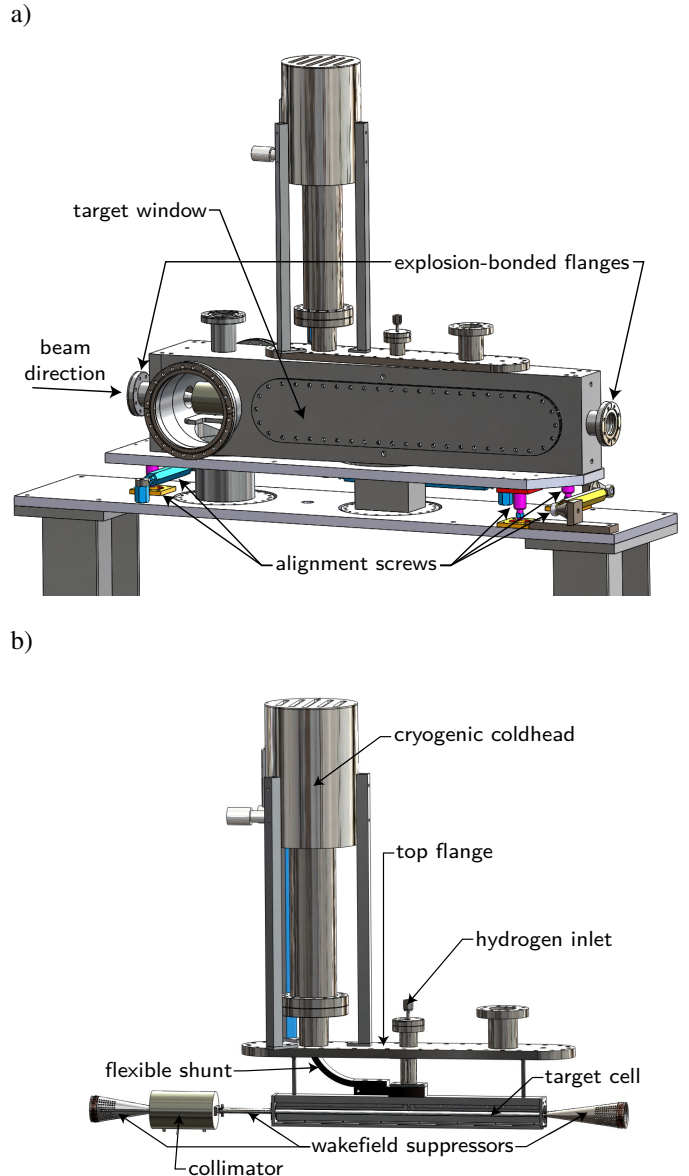 a)
target window
explosion-bonded flanges
beam
direction
alignment screws
b)
cryogenic coldhead
top flange
hydrogen inlet
flexible shunt
target cell
wakefield suppressors
collimator